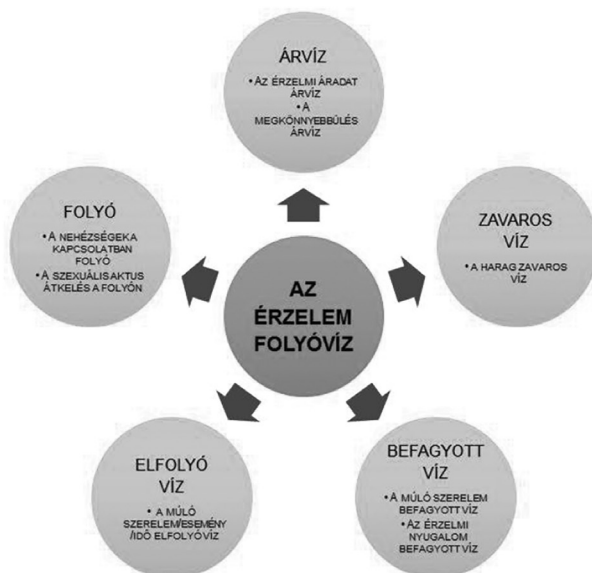 ÁRVÍZ
• AZ ÉRZELMI ÁRADAT
ÁRVÍZ
• A
MEGKÖNNYEBBÜLÉS
ÁRVÍZ
FOLYÓ
• A NEHÉZSÉGEK A
KAPCSOLATBAN
FOLYÓ
• A SZEXUÁLIS AKTUS
ÁTKELÉS A FOLYÓN
ZAVAROS
VÍZ
• A HARAG ZAVAROS
VÍZ
AZ
ÉRZELEM
FOLYÓVÍZ
ELFOLYÓ
VÍZ
• A MÚLÓ
SZERELEM/ESEMÉNY
/IDŐ ELFOLYÓ VÍZ
BEFAGYOTT
VÍZ
• A MÚLÓ SZERELEM
BEFAGYOTT VÍZ
• AZ ÉRZELMI
NYUGALOM
BEFAGYOTT VÍZ